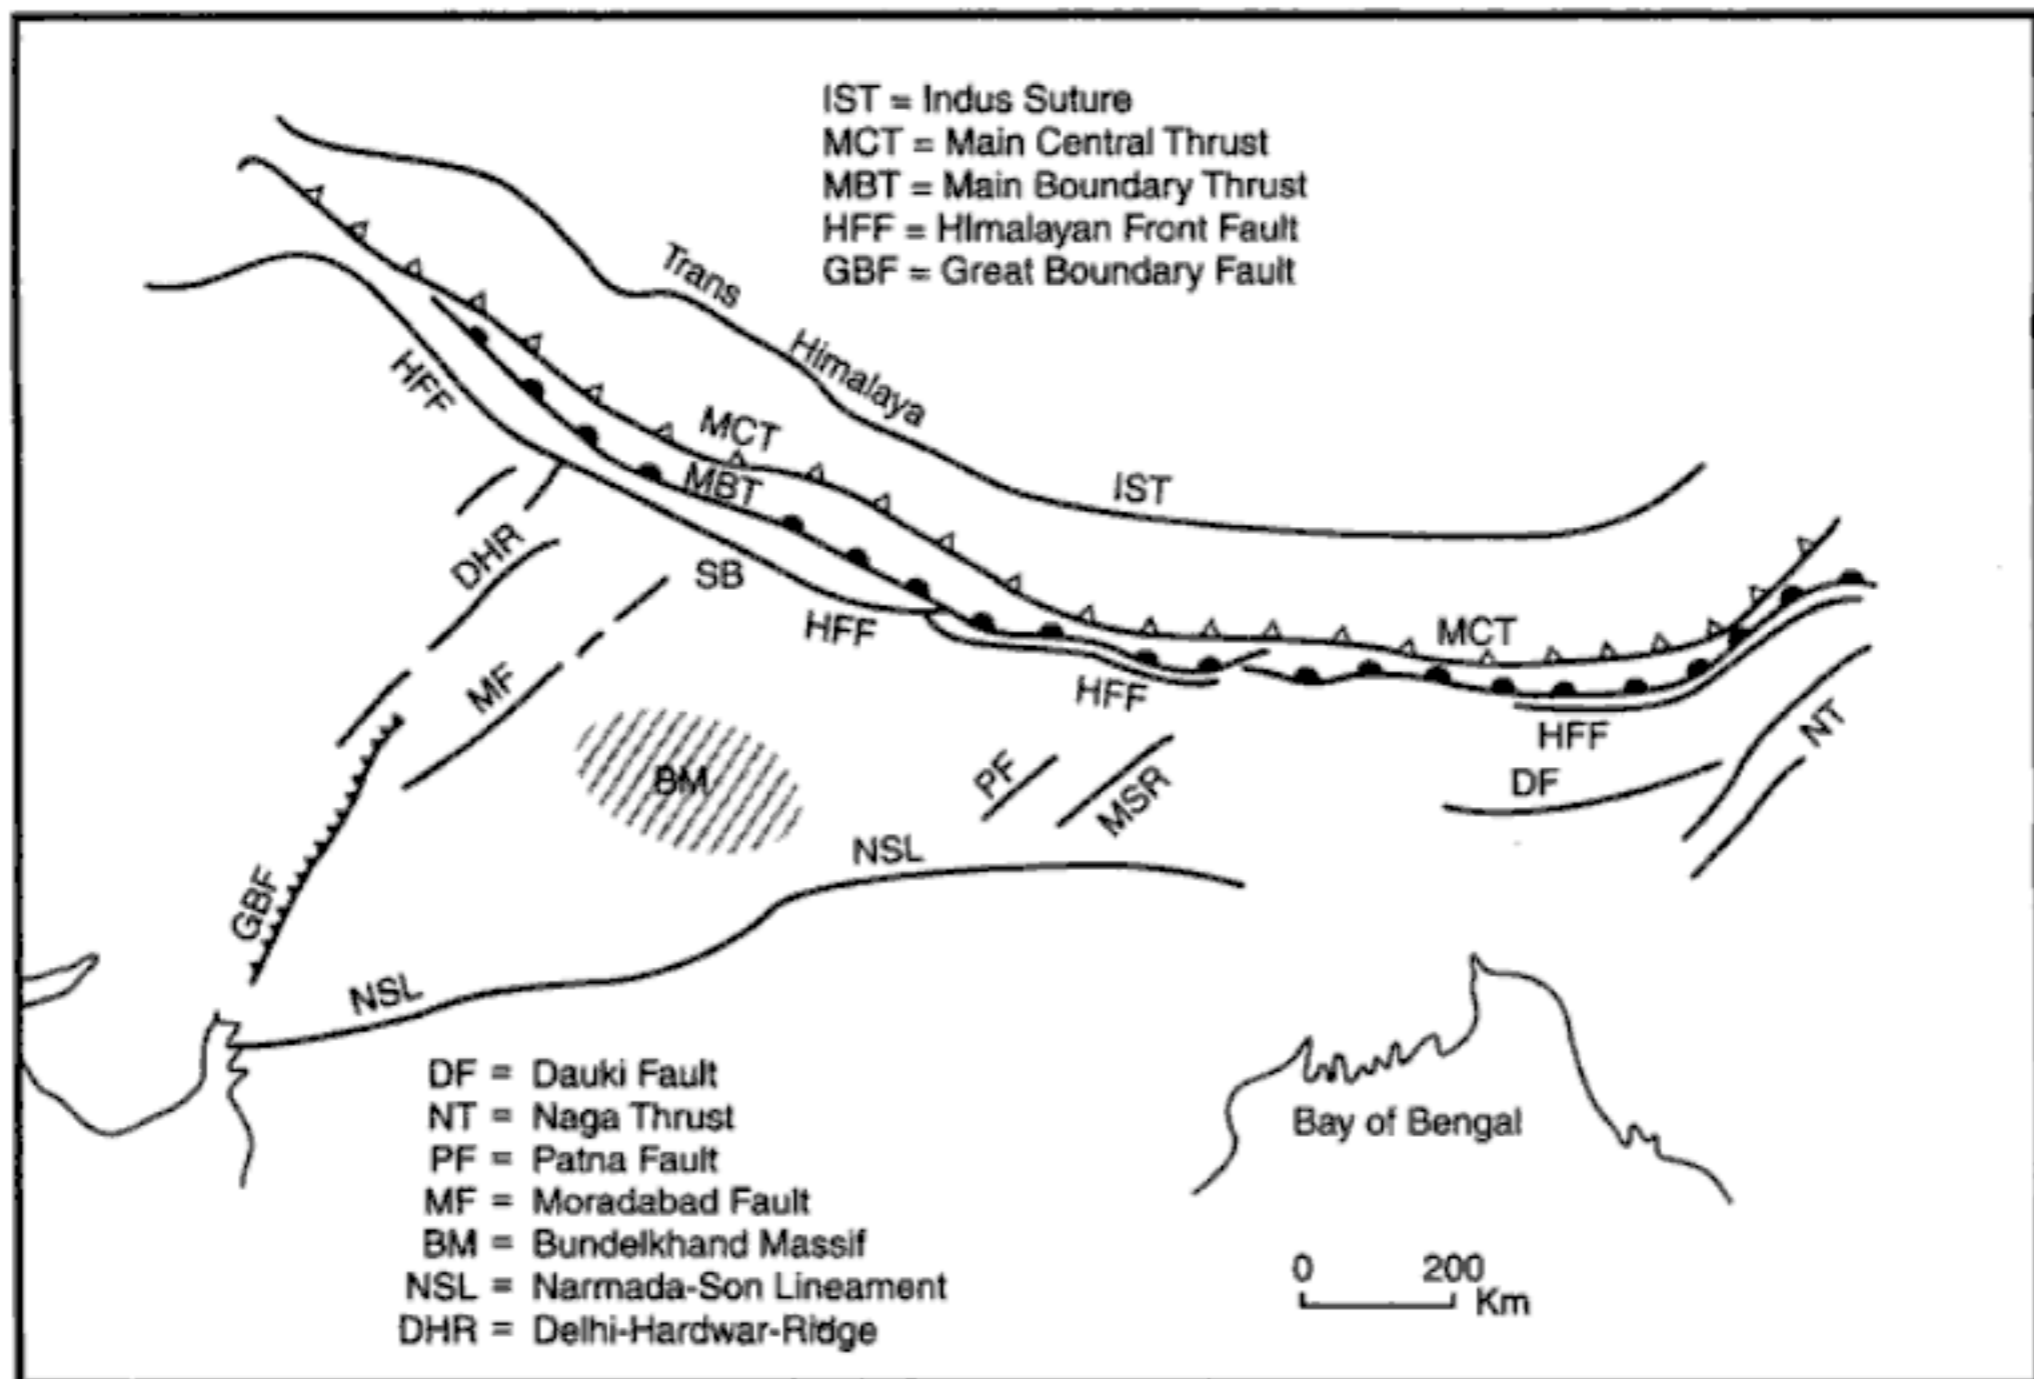 IST = Indus Suture
MCT = Main Central Thrust
MBT = Main Boundary Thrust
HFF = HImalayan Front Fault
GBF = Great Boundary Fault
Trans
Himalaya
HFF
MCT
MBT
IST
DHR
SB
HFF
MCT
MF
HFF
HFF
NT
BM
PF
MSR
DF
NSL
GBF
NSL
DF = Dauki Fault
NT = Naga Thrust
PF = Patna Fault
MF = Moradabad Fault
BM = Bundelkhand Massif
NSL = Narmada-Son Lineament
DHR = Delhi-Hardwar-Ridge
Bay of Bengal
0 200
Km